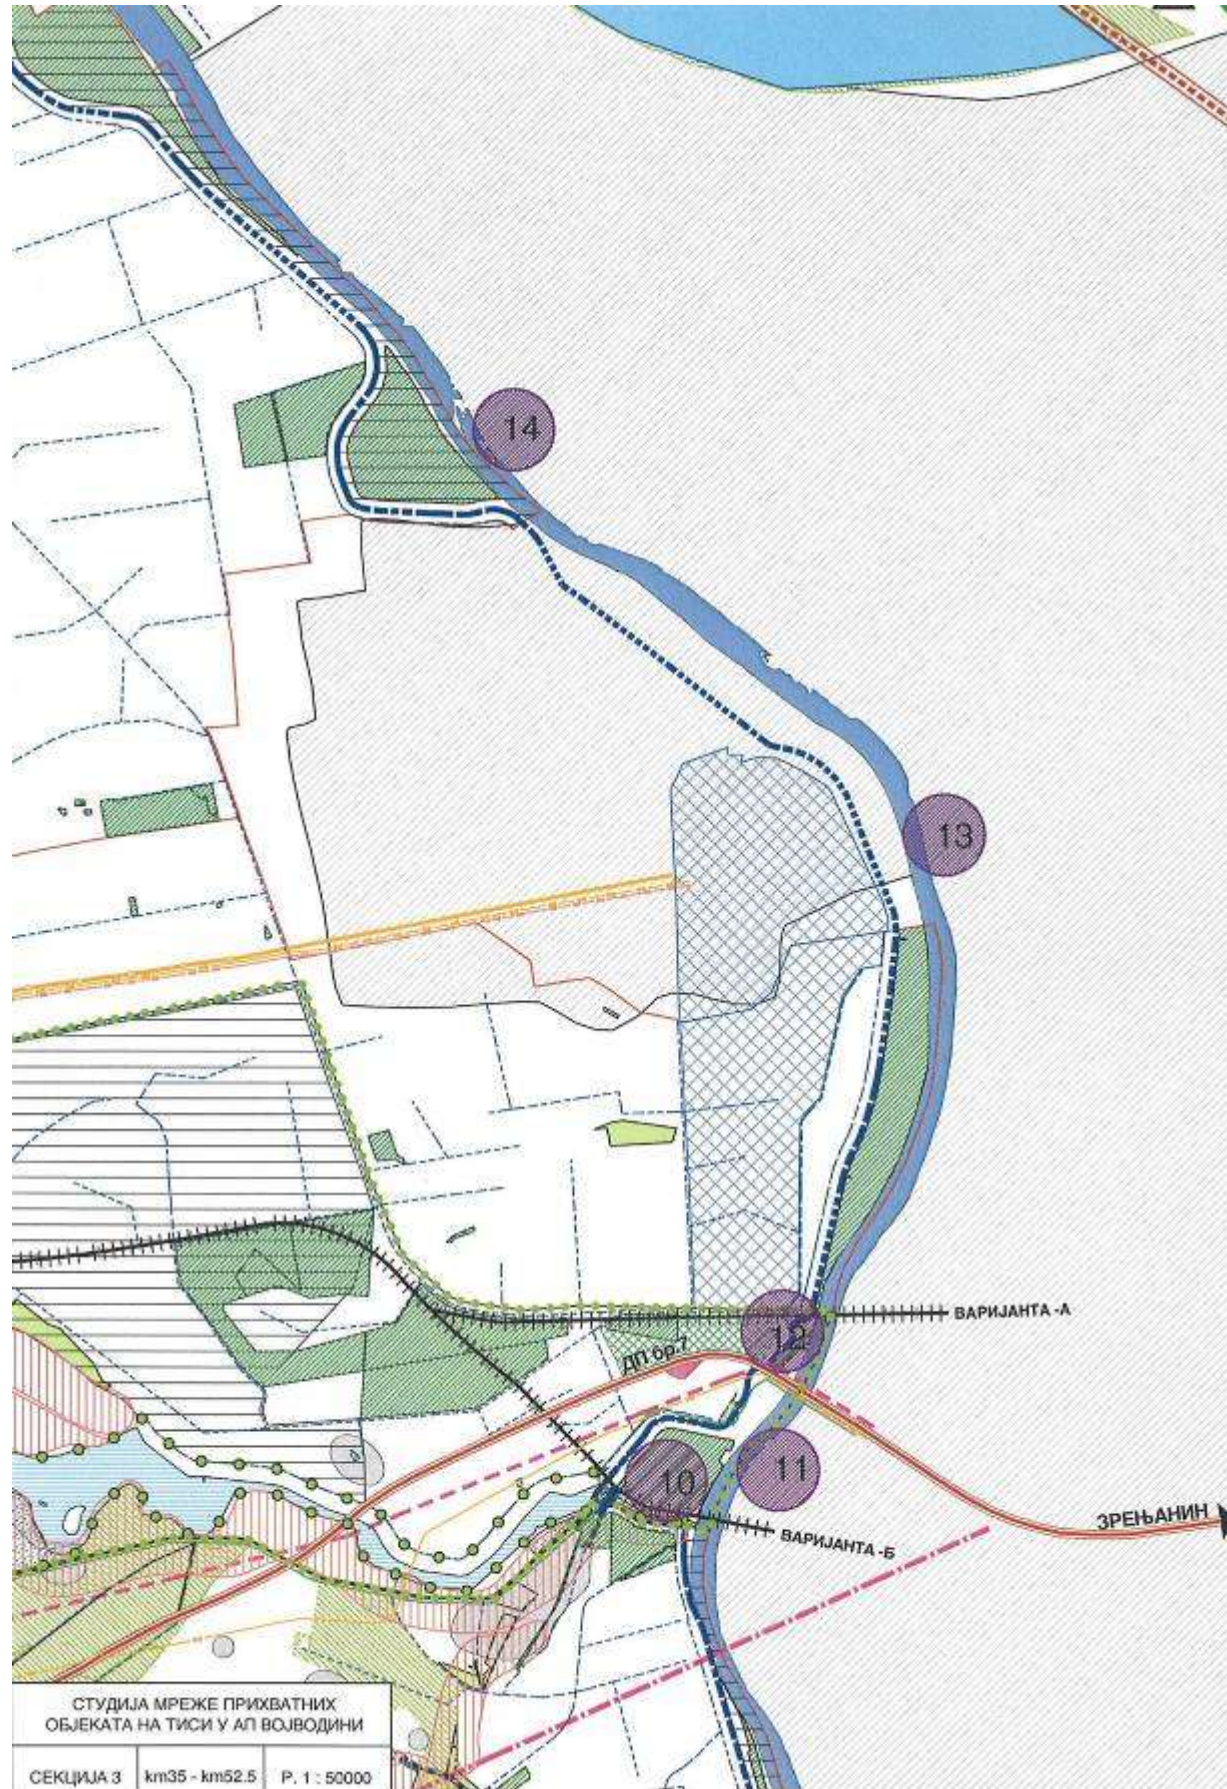 14
13
ВАРИЈАНТА -А
12
ДП бр.7
11
10
ЗРЕЊАНИН
ВАРИЈАНТА -Б
СТУДИЈА МРЕЖЕ ПРИХВАТНИХ
ОБЈЕКАТА НА ТИСИ У АП ВОЈВОДИНИ
СЕКЦИЈА 3 km35 - km52.5 Р. 1 : 50000